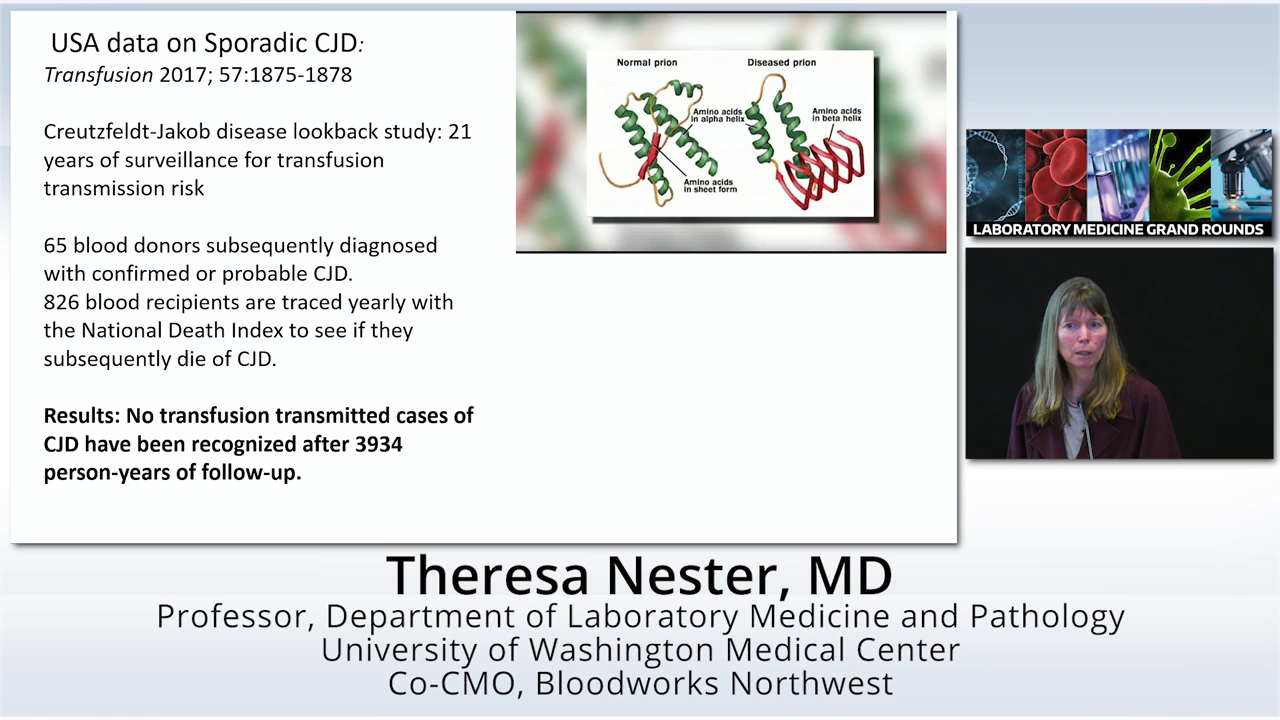 USA data on Sporadic CJD:
Transfusion 2017; 57:1875-1878
Creutzfeldt-Jakob disease lookback study: 21
years of surveillance for transfusion
transmission risk
65 blood donors subsequently diagnosed
with confirmed or probable CJD.
826 blood recipients are traced yearly with
the National Death Index to see if they
subsequently die of CJD.
Results: No transfusion transmitted cases of
CJD have been recognized after 3934
person-years of follow-up.
Normal prion
Diseased prion
Amino acids
in alpha helix
Amino acids
in beta helix
Amino acids
in sheet form
LABORATORY MEDICINE GRAND ROUNDS
Theresa Nester, MD
Professor, Department of Laboratory Medicine and Pathology
University of Washington Medical Center
Co-CMO, Bloodworks Northwest